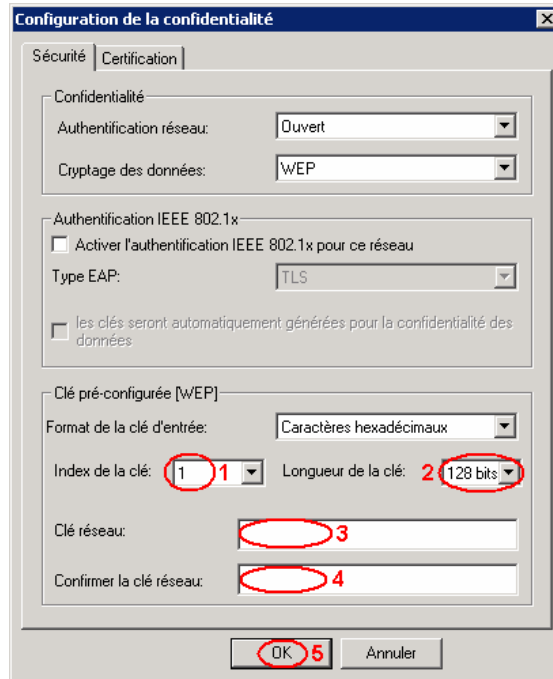 Configuration de la confidentialité
Sécurité Certification
Confidentialité
Authentification réseau: Ouvert
Cryptage des données: WEP
Authentification IEEE 802.1x
Activer l'authentification IEEE 802.1x pour ce réseau
Type EAP: TLS
les clés seront automatiquement générées pour la confidentialité des
données
Clé pré-configurée [WEP]
Format de la clé d'entrée: Caractères hexadécimaux
Index de la clé: 1 1 Longueur de la clé: 2 128 bits
Clé réseau: 3
Confirmer la clé réseau: 4
OK 5 Annuler